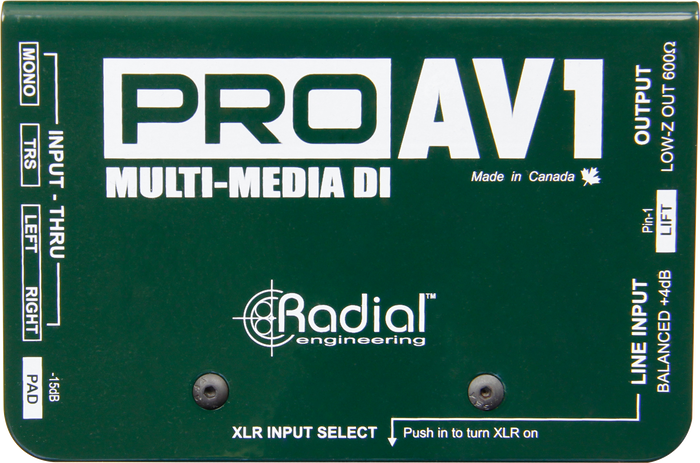 PRO AV1
MULTI-MEDIA DI
Made in Canada
MONO
TRS
LEFT
RIGHT
INPUT - THRU
-15dB
PAD
OUTPUT
LOW-Z OUT 600Ω
Pin-1
LIFT
LINE INPUT
BALANCED +4dB
Radial™
engineering
XLR INPUT SELECT
Push in to turn XLR on